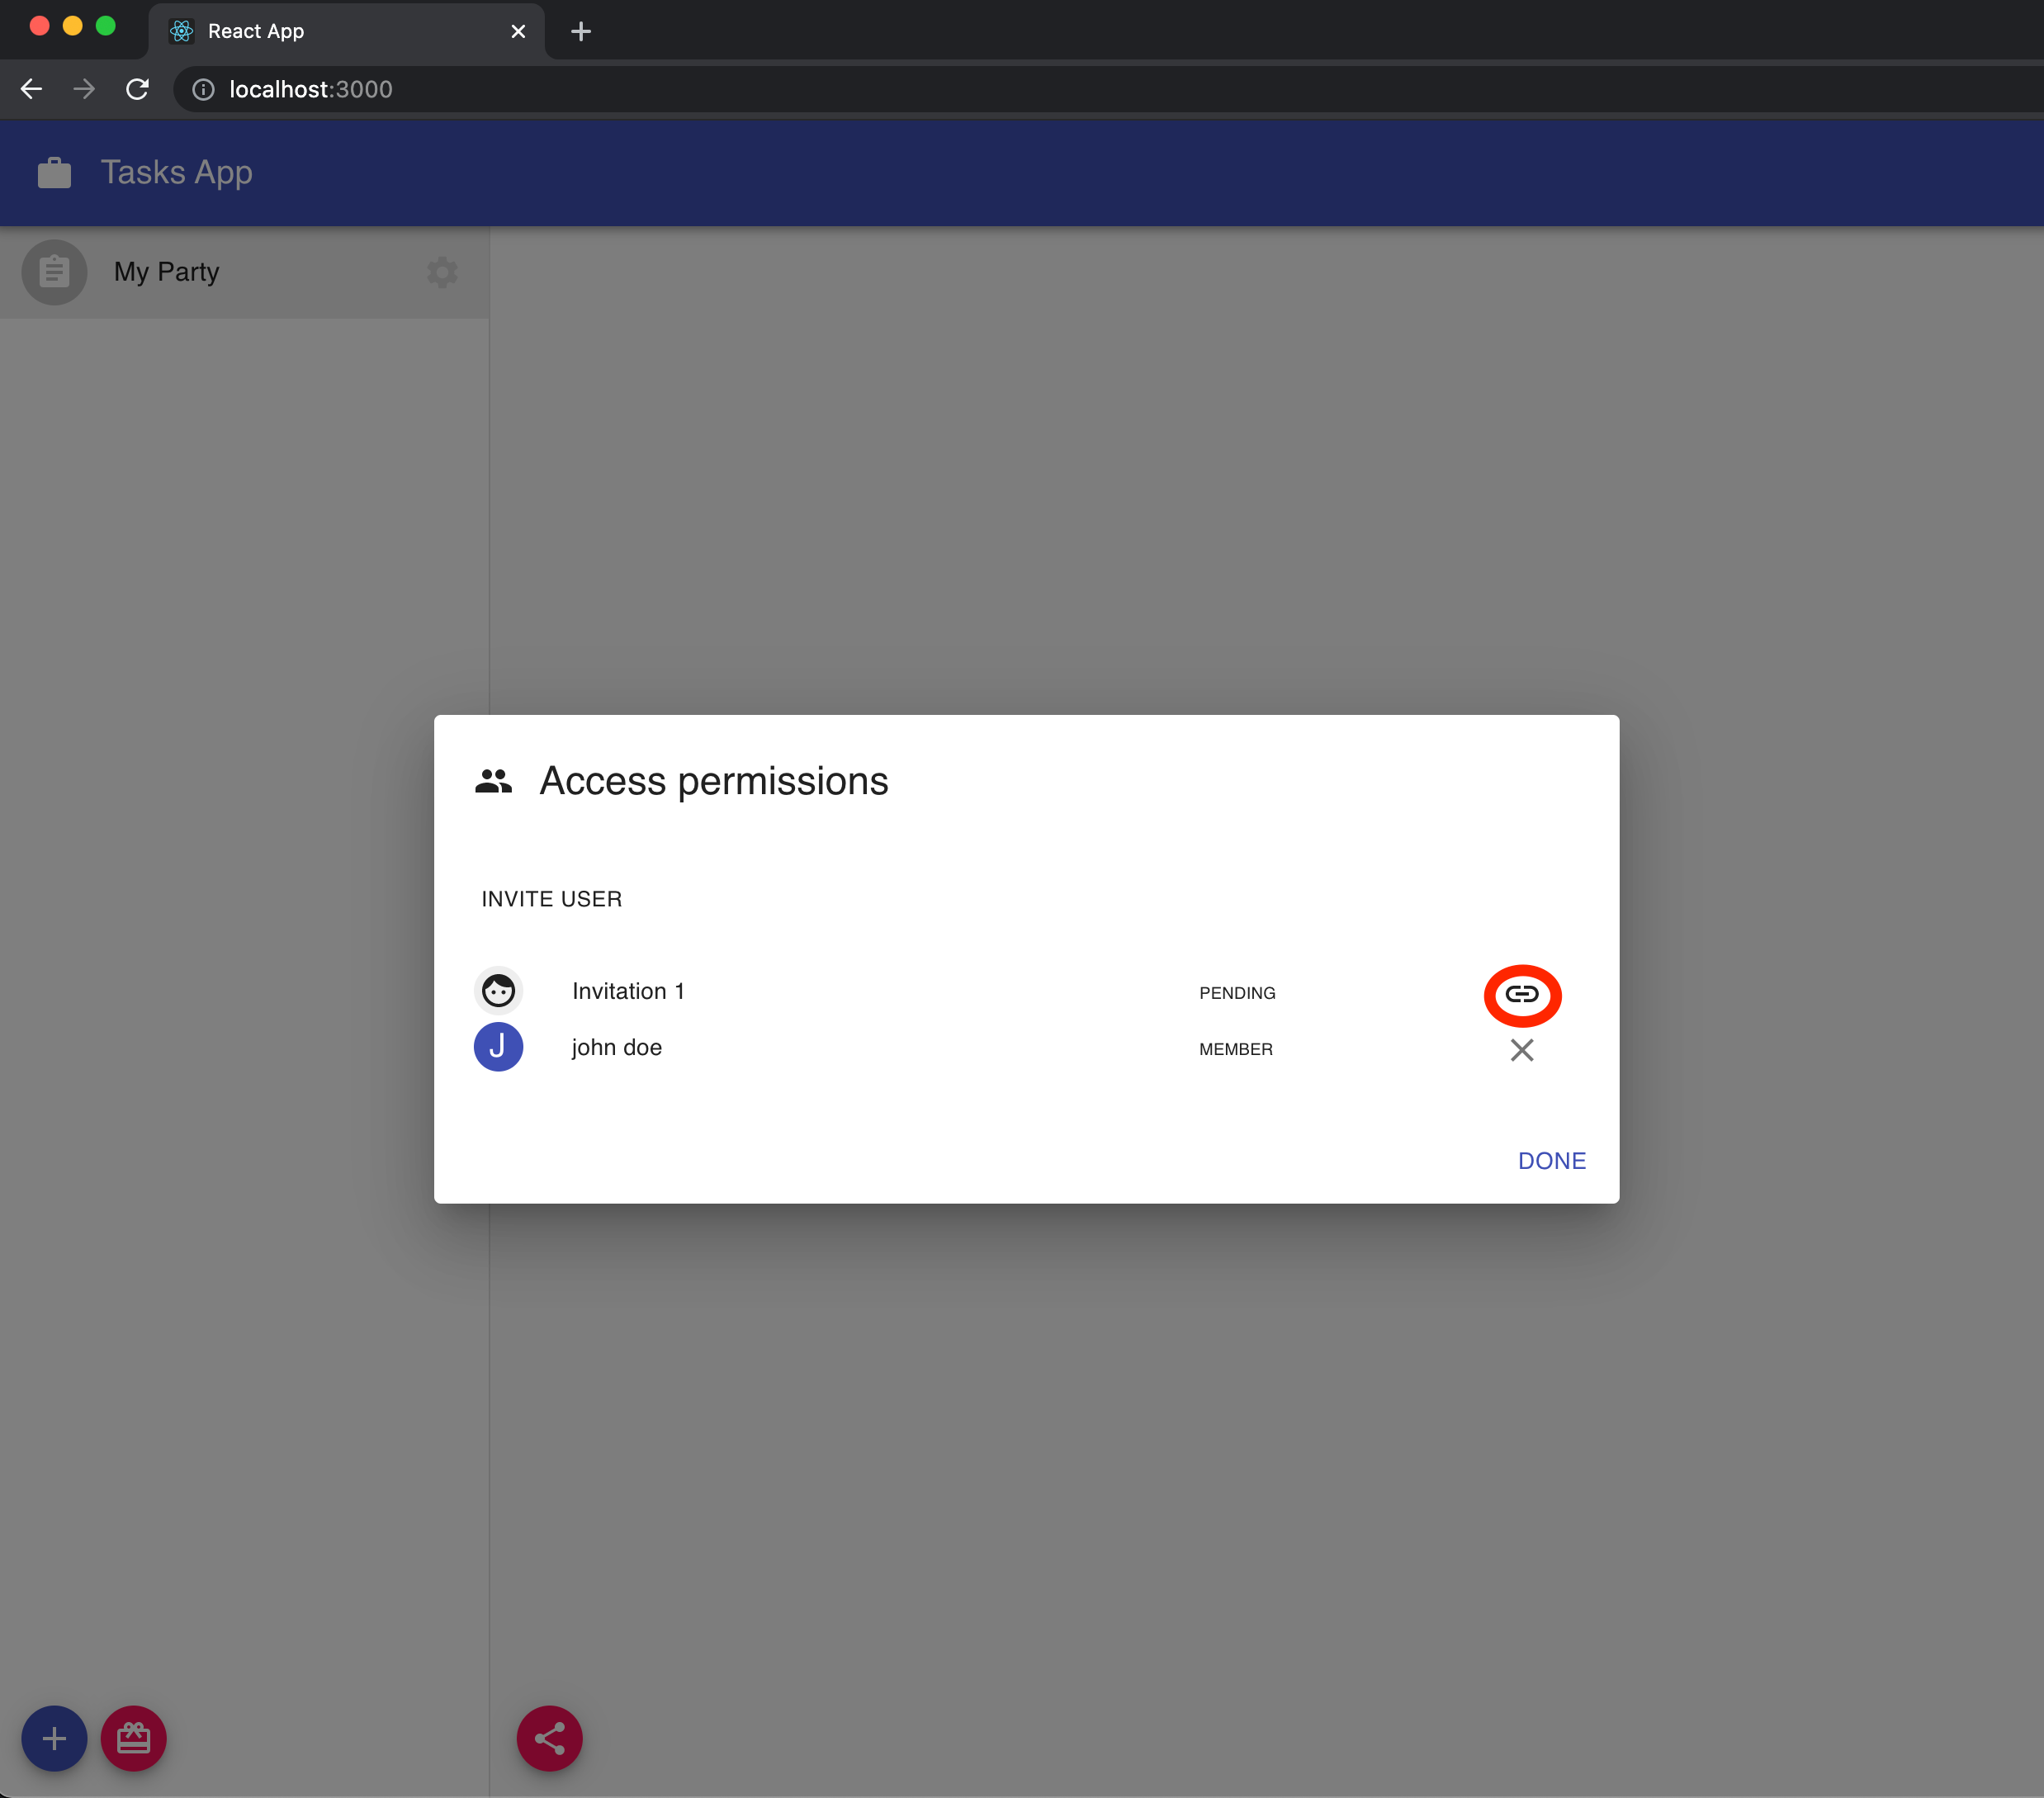 React App
localhost:3000
Tasks App
My Party
Access permissions
INVITE USER
Invitation 1 PENDING
J john doe MEMBER
DONE